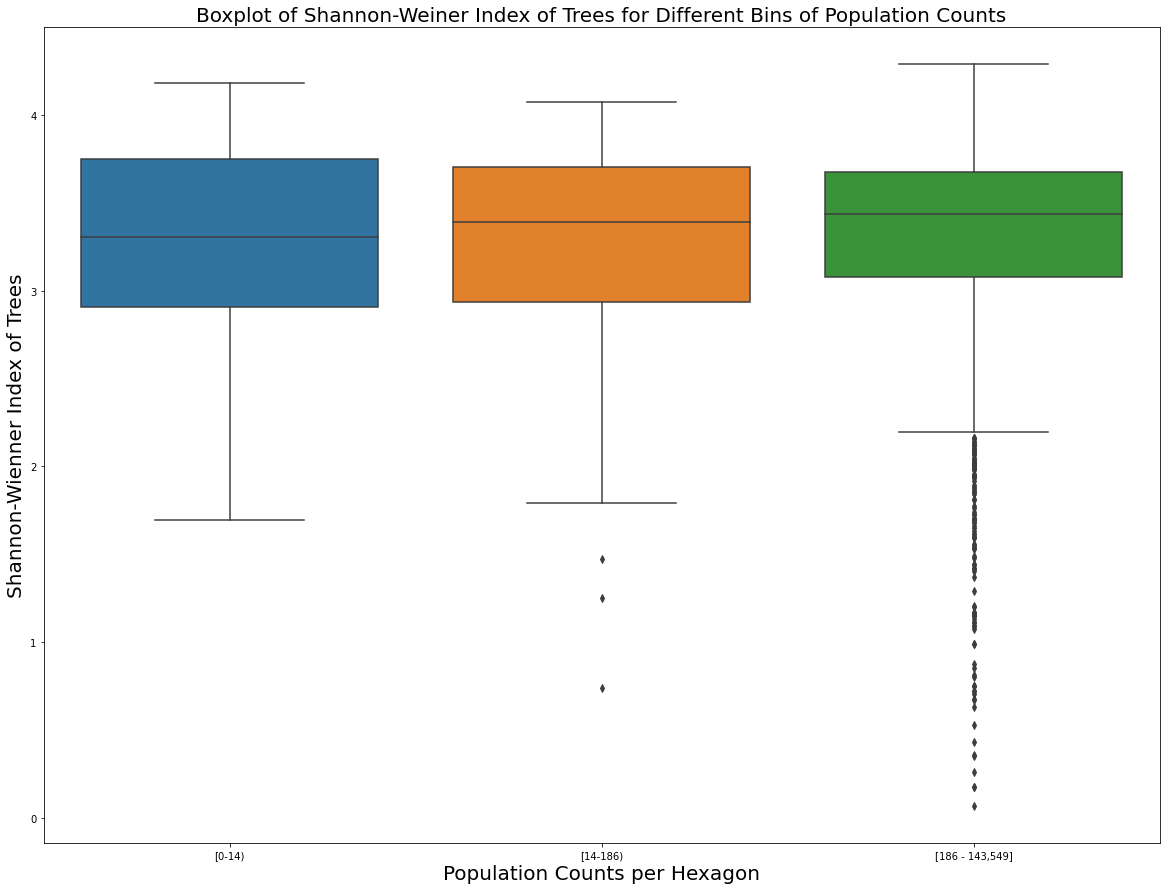 Boxplot of Shannon-Weiner Index of Trees for Different Bins of Population Counts
Shannon-Wienner Index of Trees
4
3
2
1
0
[0-14)
[14-186)
[186 - 143,549]
Population Counts per Hexagon